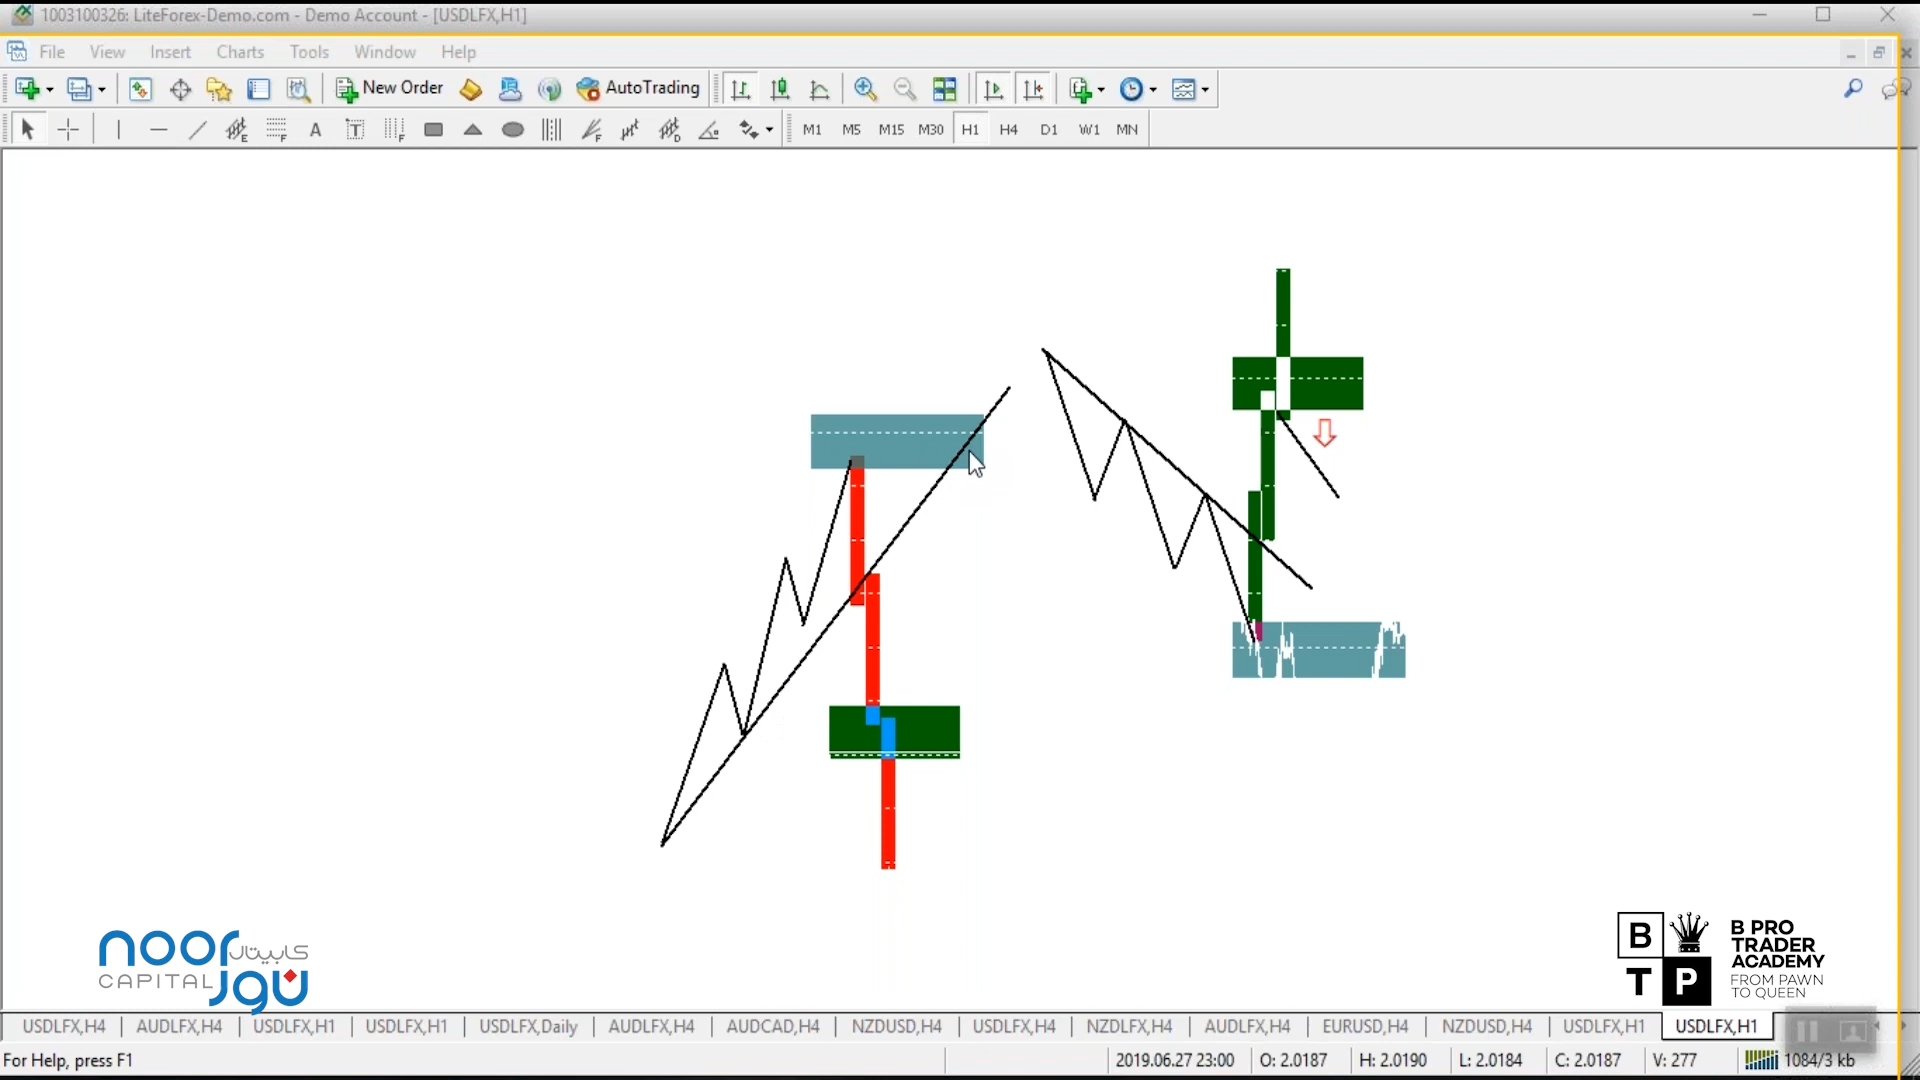 1003100326: LiteForex-Demo.com - Demo Account - [USDLFX,H1]
File View Insert Charts Tools Window Help
New Order AutoTrading
A T M1 M5 M15 M30 H1 H4 D1 W1 MN
noor كابيتال
CAPITAL نور
B
T P
B PRO
TRADER
ACADEMY
FROM PAWN
TO QUEEN
USDLFX,H4 AUDLFX,H4 USDLFX,H1 USDLFX,H1 USDLFX,Daily AUDLFX,H4 AUDCAD,H4 NZDUSD,H4 USDLFX,H4 NZDLFX,H4 AUDLFX,H4 EURUSD,H4 NZDUSD,H4 USDLFX,H1 USDLFX,H1
For Help, press F1 2019.06.27 23:00 O: 2.0187 H: 2.0190 L: 2.0184 C: 2.0187 V: 277 1084/3 kb